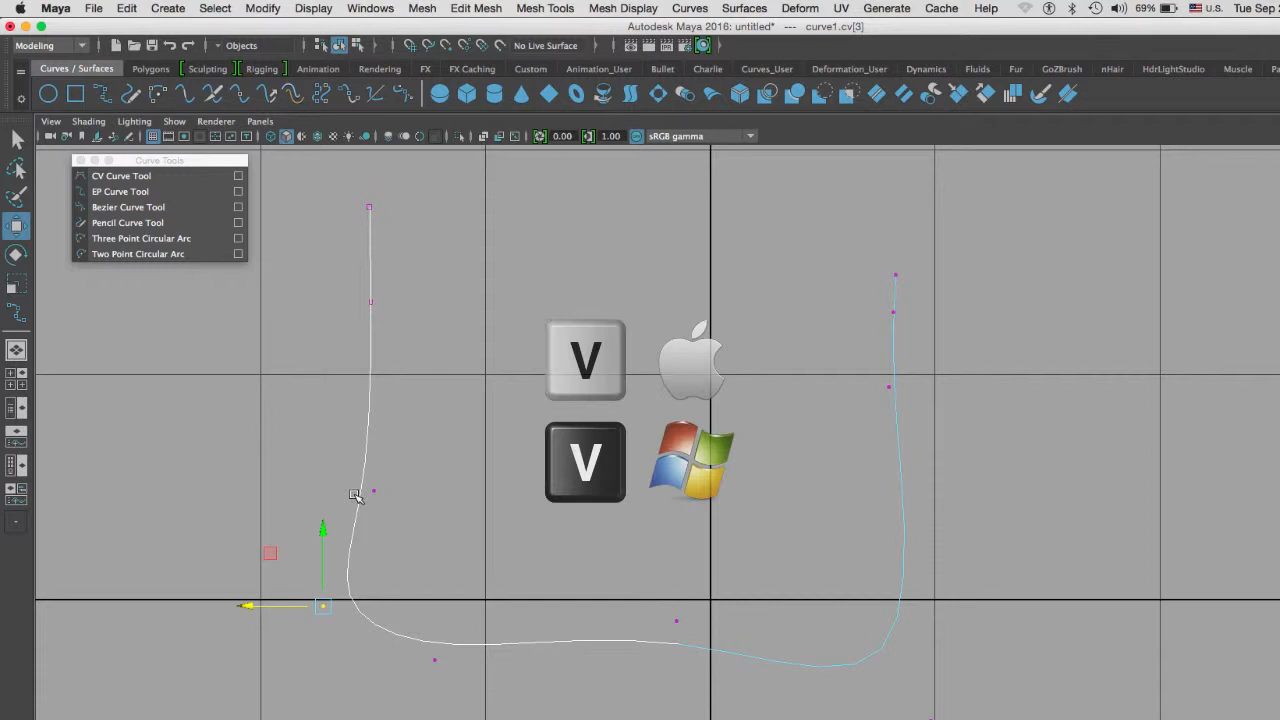 Maya File Edit Create Select Modify Display Windows Mesh Edit Mesh Mesh Tools Mesh Display Curves Surfaces Deform UV Generate Cache Help 69% U.S. Tue Sep
Autodesk Maya 2016: untitled* --- curve1.cv[3]
Modeling Objects No Live Surface
Curves / Surfaces Polygons Sculpting Rigging Animation Rendering FX FX Caching Custom Animation_User Bullet Charlie Curves_User Deformation_User Dynamics Fluids Fur GoZBrush nHair HdrLightStudio Muscle
View Shading Lighting Show Renderer Panels
0.00 1.00 sRGB gamma
Curve Tools
CV Curve Tool
EP Curve Tool
Bezier Curve Tool
Pencil Curve Tool
Three Point Circular Arc
Two Point Circular Arc
V
V